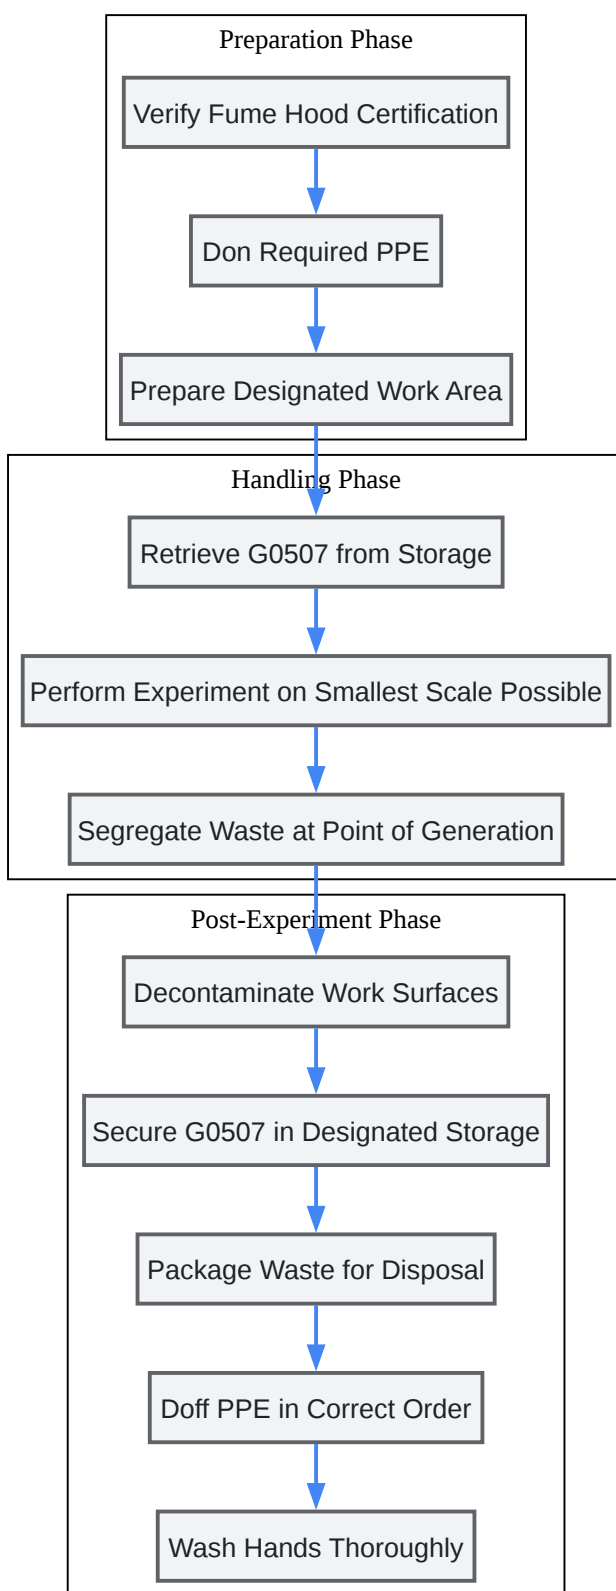 Preparation Phase
Verify Fume Hood Certification
Don Required PPE
Prepare Designated Work Area
Handling Phase
Retrieve G0507 from Storage
Perform Experiment on Smallest Scale Possible
Segregate Waste at Point of Generation
Post-Experiment Phase
Decontaminate Work Surfaces
Secure G0507 in Designated Storage
Package Waste for Disposal
Doff PPE in Correct Order
Wash Hands Thoroughly